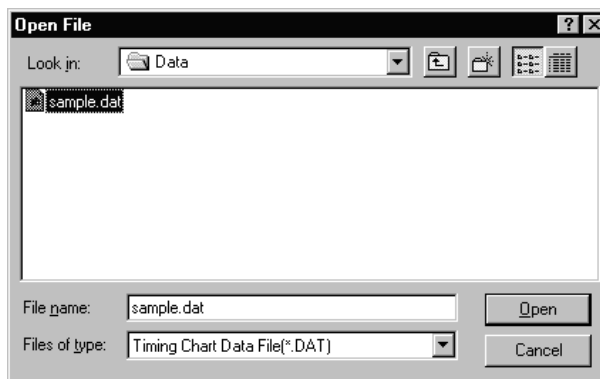 Open File
Look in: Data
sample.dat
File name: sample.dat Open
Files of type: Timing Chart Data File(*.DAT) Cancel